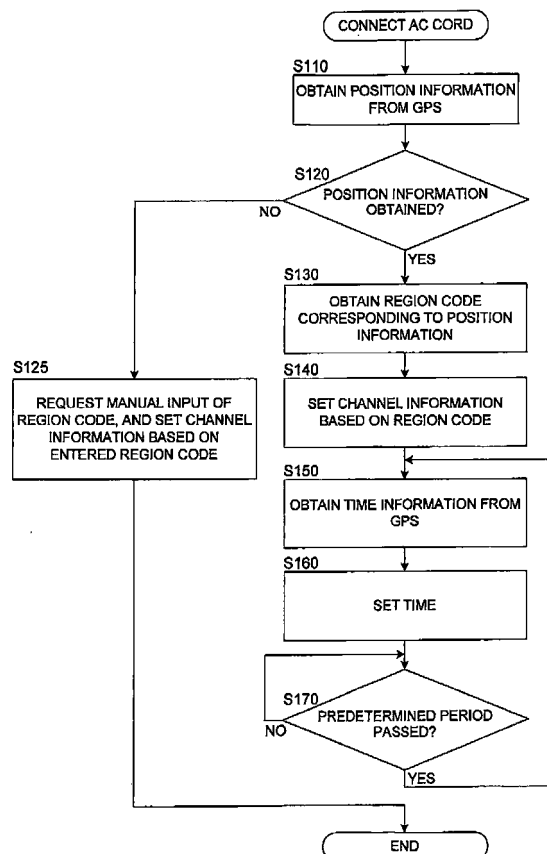 CONNECT AC CORD
S110
OBTAIN POSITION INFORMATION
FROM GPS
S120
POSITION INFORMATION
OBTAINED?
NO
YES
S130
OBTAIN REGION CODE
CORRESPONDING TO POSITION
INFORMATION
S125
REQUEST MANUAL INPUT OF
REGION CODE, AND SET CHANNEL
INFORMATION BASED ON
ENTERED REGION CODE
S140
SET CHANNEL INFORMATION
BASED ON REGION CODE
S150
OBTAIN TIME INFORMATION FROM
GPS
S160
SET TIME
S170
PREDETERMINED PERIOD
PASSED?
NO
YES
END